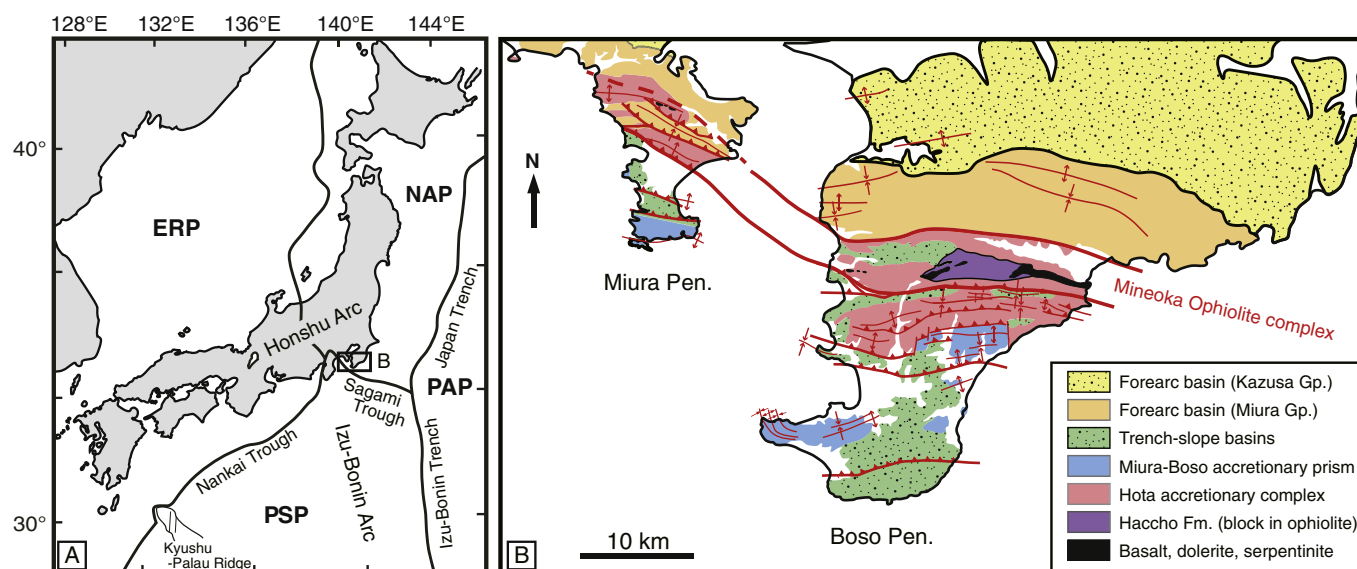 128°E 132°E 136°E 140°E 144°E
40°
30°
ERP
NAP
PAP
PSP
Honshu Arc
Japan Trench
B
Sagami
Trough
Nankai Trough
Izu-Bonin Arc
Izu-Bonin Trench
Kyushu
-Palau Ridge
A
N
Miura Pen.
Mineoka Ophiolite complex
Boso Pen.
10 km
B
Forearc basin (Kazusa Gp.)
Forearc basin (Miura Gp.)
Trench-slope basins
Miura-Boso accretionary prism
Hota accretionary complex
Haccho Fm. (block in ophiolite)
Basalt, dolerite, serpentinite